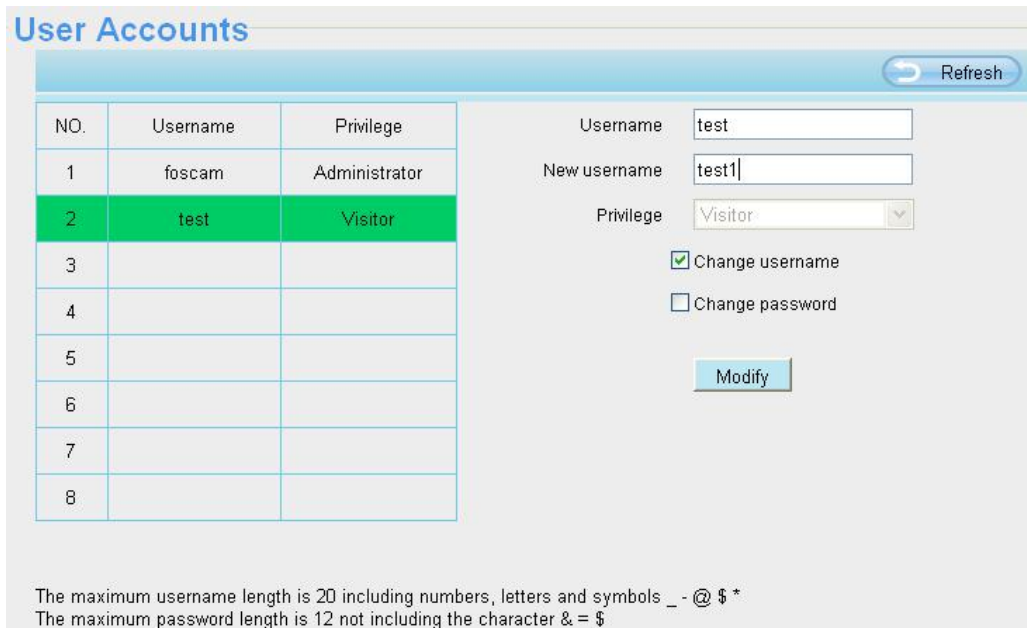 User Accounts
Refresh
NO. Username Privilege
1 foscam Administrator
2 test Visitor
3
4
5
6
7
8
Username test
New username test1
Privilege Visitor
Change username
Change password
Modify
The maximum username length is 20 including numbers, letters and symbols _ - @ $ *
The maximum password length is 12 not including the character & = $